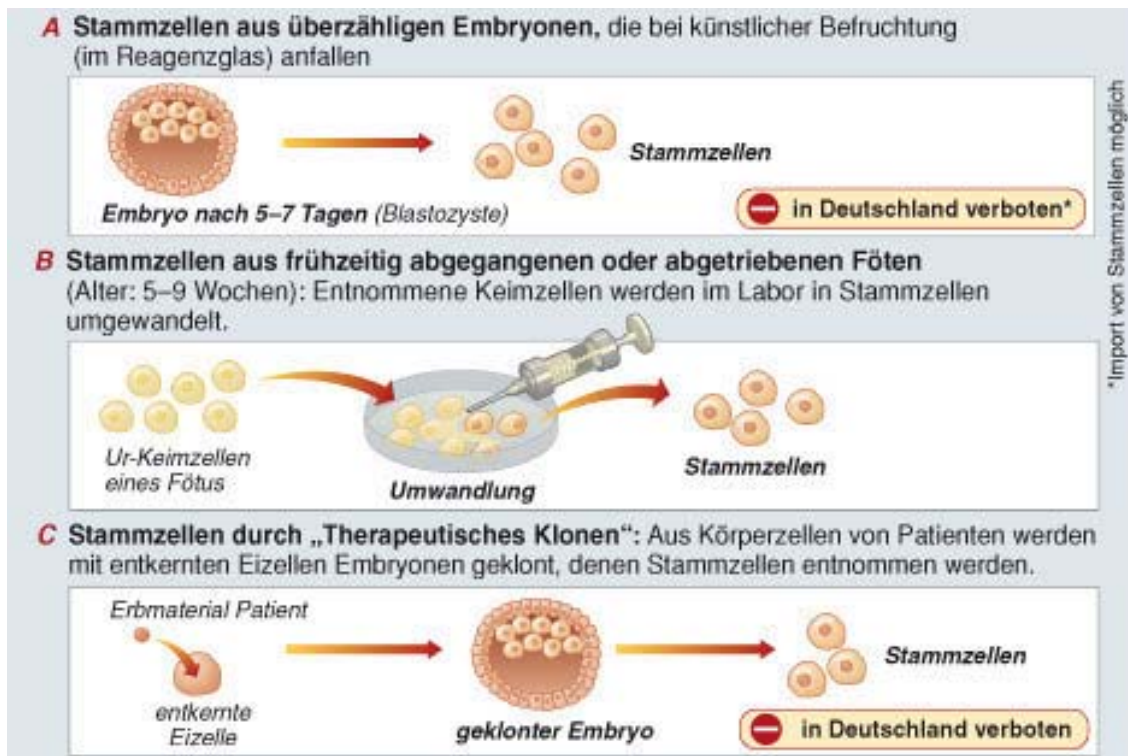 A Stammzellen aus überzähligen Embryonen, die bei künstlicher Befruchtung
(im Reagenzglas) anfallen
Stammzellen
Embryo nach 5–7 Tagen (Blastozyste)
in Deutschland verboten*
*Import von Stammzellen möglich
B Stammzellen aus frühzeitig abgegangenen oder abgetriebenen Föten
(Alter: 5–9 Wochen): Entnommene Keimzellen werden im Labor in Stammzellen
umgewandelt.
Ur-Keimzellen
eines Fötus
Umwandlung
Stammzellen
C Stammzellen durch „Therapeutisches Klonen“: Aus Körperzellen von Patienten werden
mit entkernten Eizellen Embryonen geklont, denen Stammzellen entnommen werden.
Erbmaterial Patient
entkernte
Eizelle
geklonter Embryo
Stammzellen
in Deutschland verboten